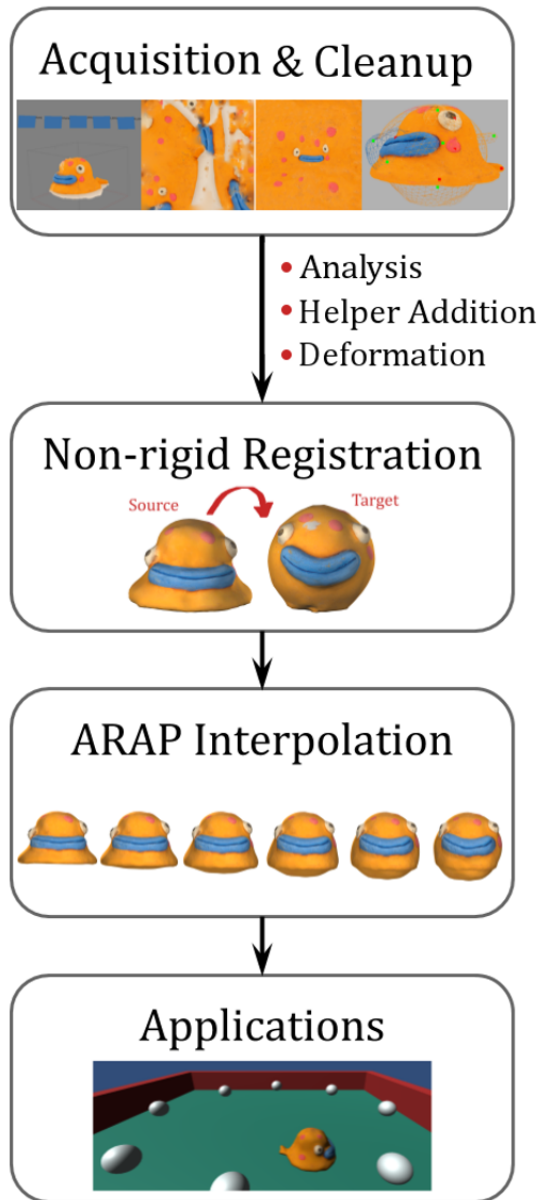 Acquisition & Cleanup
• Analysis
• Helper Addition
• Deformation
Non-rigid Registration
Source
Target
ARAP Interpolation
Applications